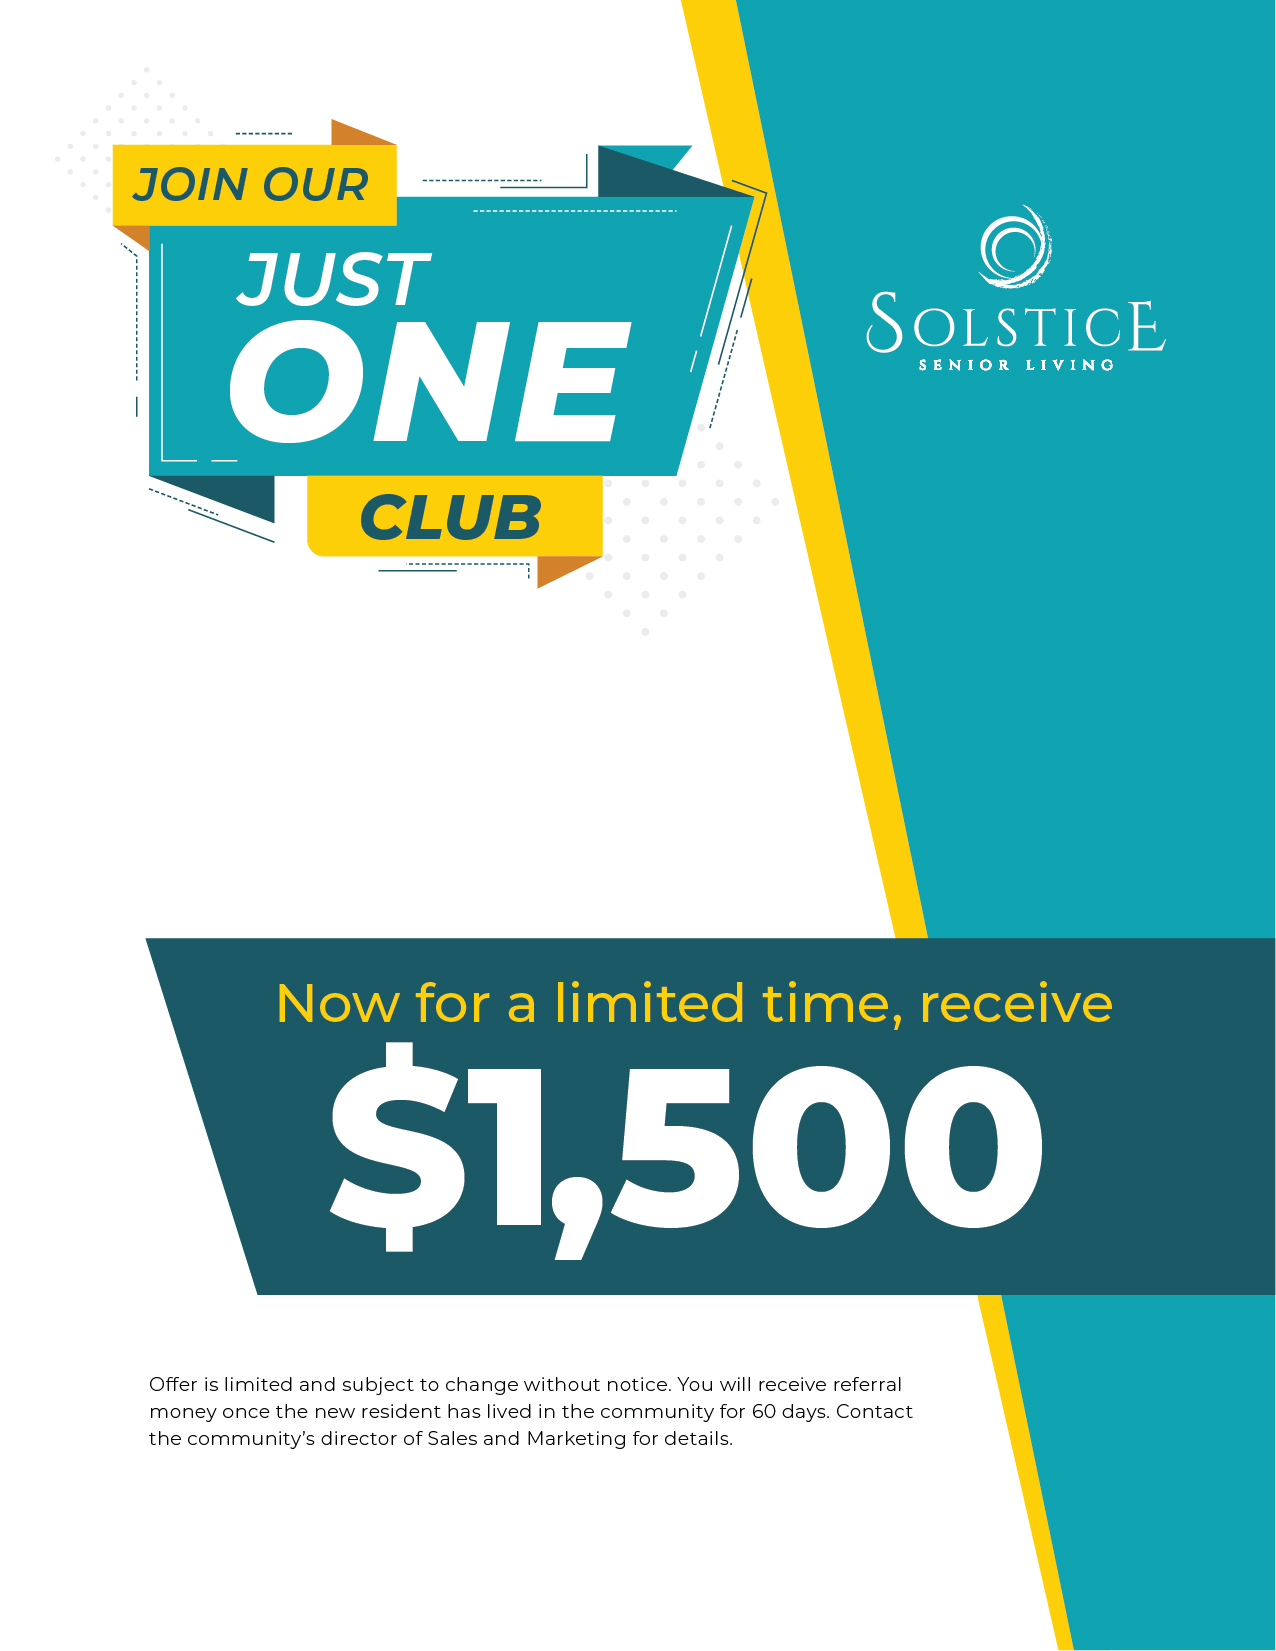 JOIN OUR
JUST
ONE
CLUB
SOLSTICE
SENIOR LIVING
Now for a limited time, receive
$1,500
Offer is limited and subject to change without notice. You will receive referral
money once the new resident has lived in the community for 60 days. Contact
the community’s director of Sales and Marketing for details.